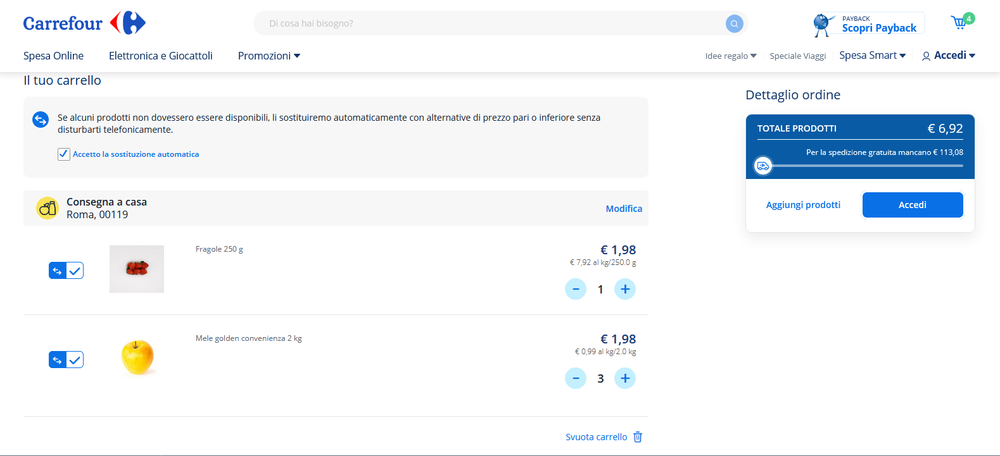 Carrefour
Di cosa hai bisogno?
PAYBACK
Scopri Payback
4
Spesa Online
Elettronica e Giocattoli
Promozioni
Idee regalo
Speciale Viaggi
Spesa Smart
Accedi
Il tuo carrello
Se alcuni prodotti non dovessero essere disponibili, li sostituiremo automaticamente con alternative di prezzo pari o inferiore senza
disturbarti telefonicamente.
Accetto la sostituzione automatica
Consegna a casa
Roma, 00119
Modifica
Fragole 250 g
€ 1,98
€ 7,92 al kg/250.0 g
- 1 +
Mele golden convenienza 2 kg
€ 1,98
€ 0,99 al kg/2.0 kg
- 3 +
Svuota carrello
Dettaglio ordine
TOTALE PRODOTTI
€ 6,92
Per la spedizione gratuita mancano € 113,08
Aggiungi prodotti
Accedi